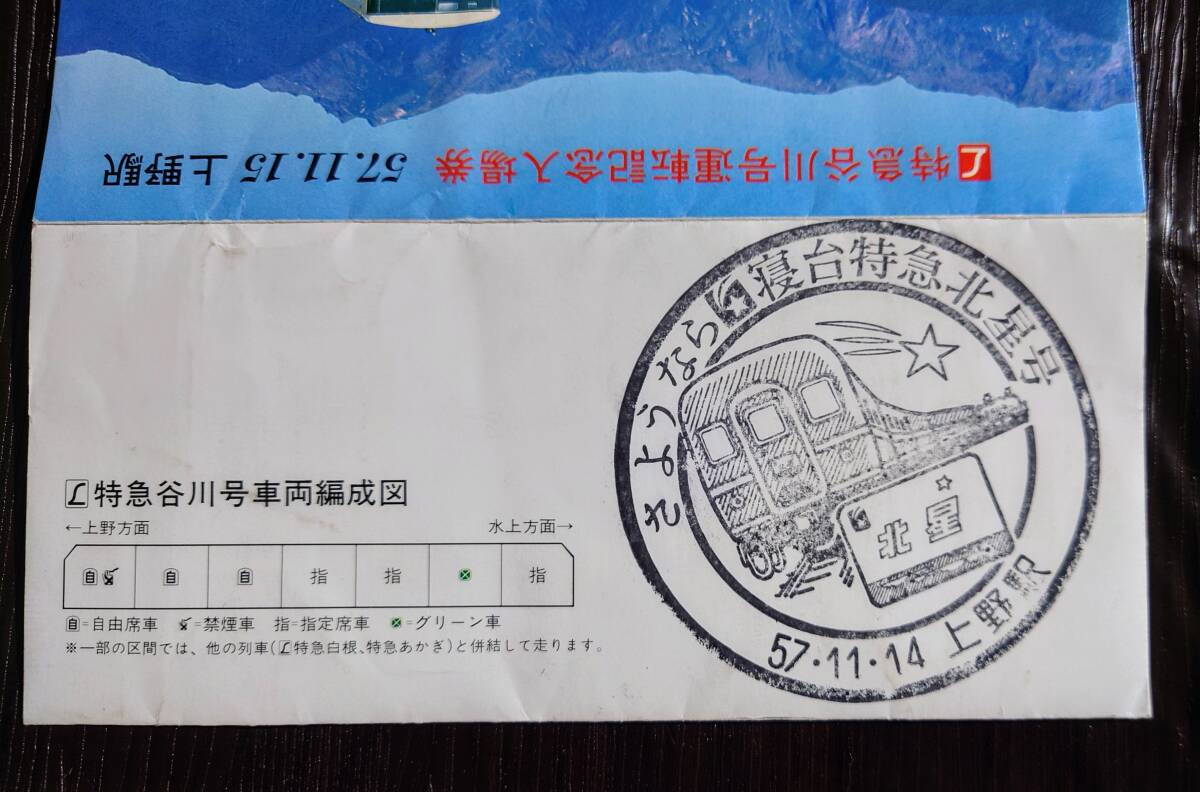 L特急谷川号運転記念入場券 57.11.15 上野駅
さようなら 寝台特急北星号
北星
57・11・14 上野駅
L特急谷川号車両編成図
←上野方面 水上方面→
自 自 自 指 指 指
自=自由席車 =禁煙車 指=指定席車 =グリーン車
※一部の区間では、他の列車(L特急白根、特急あかぎ)と併結して走ります。